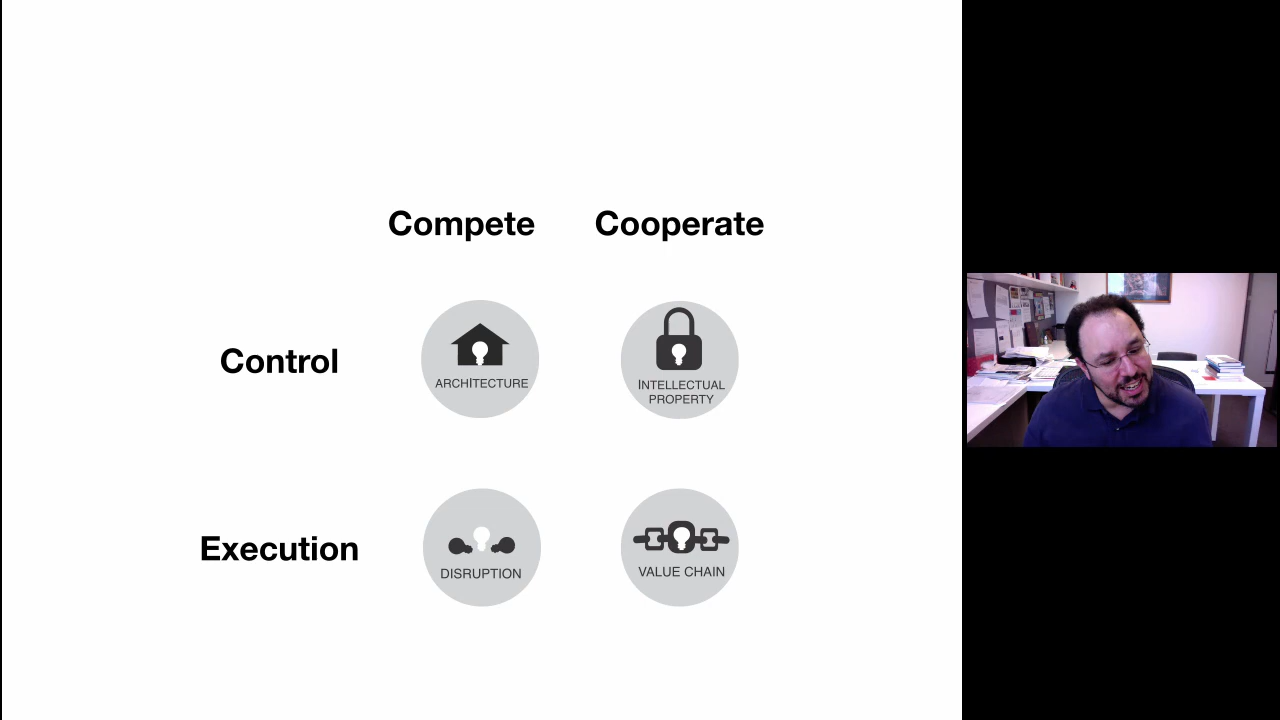 Compete
Cooperate
Control
ARCHITECTURE
INTELLECTUAL
PROPERTY
Execution
DISRUPTION
VALUE CHAIN